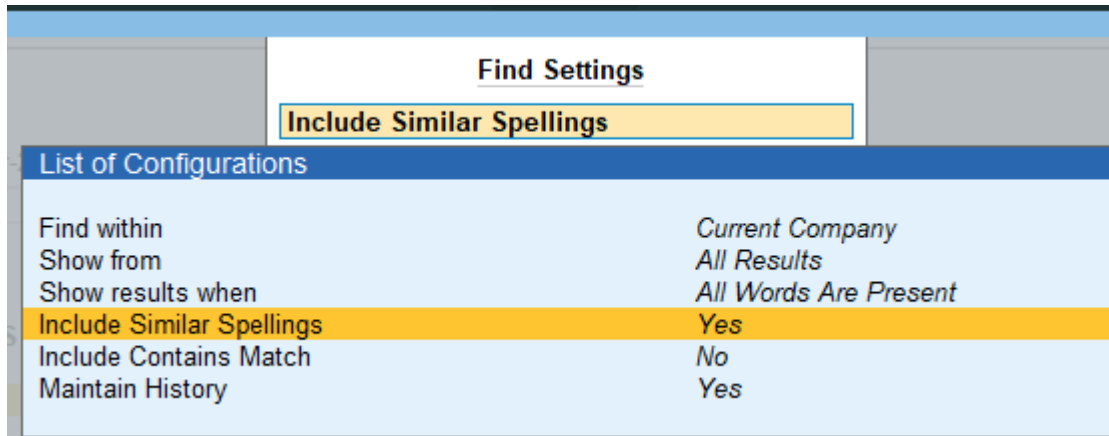 Find Settings
Include Similar Spellings
List of Configurations
Find within Current Company
Show from All Results
Show results when All Words Are Present
Include Similar Spellings Yes
Include Contains Match No
Maintain History Yes